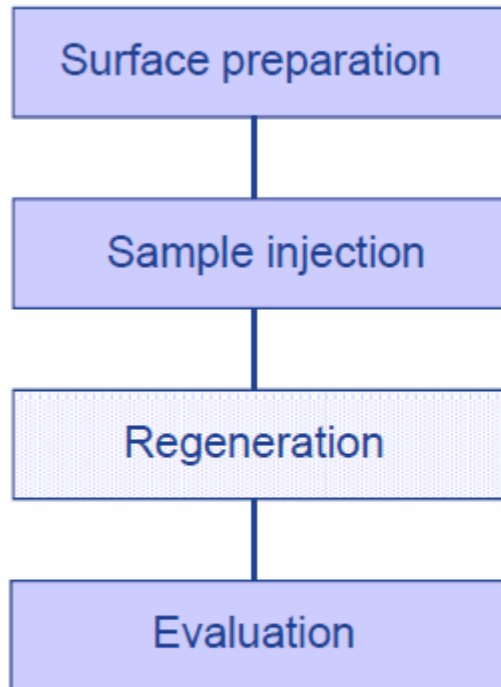 Surface preparation
Sample injection
Regeneration
Evaluation